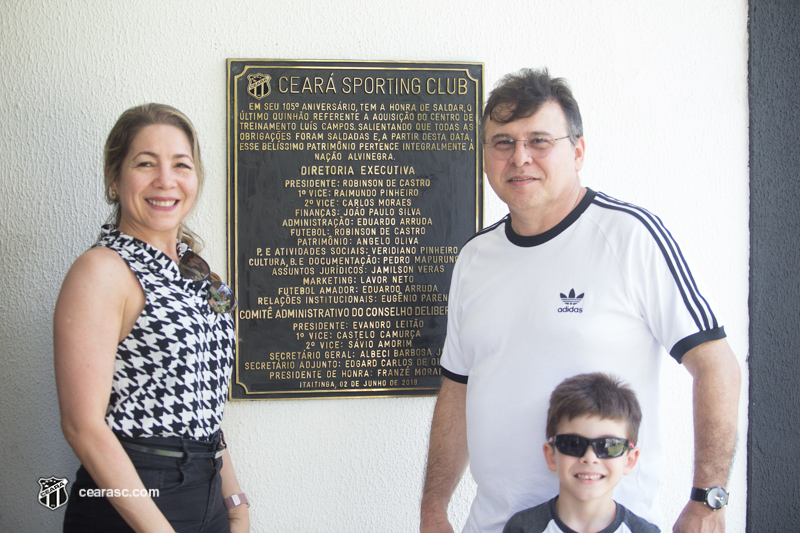 CEARÁ SPORTING CLUB
EM SEU 105º ANIVERSÁRIO, TEM A HONRA DE SALDAR, O
ÚLTIMO QUINHÃO REFERENTE A AQUISIÇÃO DO CENTRO DE
TREINAMENTO LUÍS CAMPOS. SALIENTANDO QUE TODAS AS
OBRIGAÇÕES FORAM SALDADAS E, A PARTIR DESTA DATA,
ESSE BELÍSSIMO PATRIMÔNIO PERTENCE INTEGRALMENTE À
NAÇÃO ALVINEGRA.
DIRETORIA EXECUTIVA
PRESIDENTE: ROBINSON DE CASTRO
1º VICE: RAIMUNDO PINHEIRO
2º VICE: CARLOS MORAES
FINANÇAS: JOÃO PAULO SILVA
ADMINISTRAÇÃO: EDUARDO ARRUDA
FUTEBOL: ROBINSON DE CASTRO
PATRIMÔNIO: ANGELO OLIVA
P. E ATIVIDADES SOCIAIS: VERIDIANO PINHEIRO
CULTURA, B. E DOCUMENTAÇÃO: PEDRO MAPURUNG
ASSUNTOS JURÍDICOS: JAMILSON VERAS
MARKETING: LAVOR NETO
FUTEBOL AMADOR: EDUARDO ARRUDA
RELAÇÕES INSTITUCIONAIS: EUGÊNIO PAREN
COMITÊ ADMINISTRATIVO DO CONSELHO DELIBER
PRESIDENTE: EVANDRO LEITÃO
1º VICE: CASTELO CAMURÇA
2º VICE: SÁVIO AMORIM
SECRETÁRIO GERAL: ALBECI BARBOSA J
SECRETÁRIO ADJUNTO: EDGARD CARLOS DE
PRESIDENTE DE HONRA: FRANZÉ MORAI
ITAITINGA, 02 DE JUNHO DE 2019
adidas
CEARÁ
cearasc.com